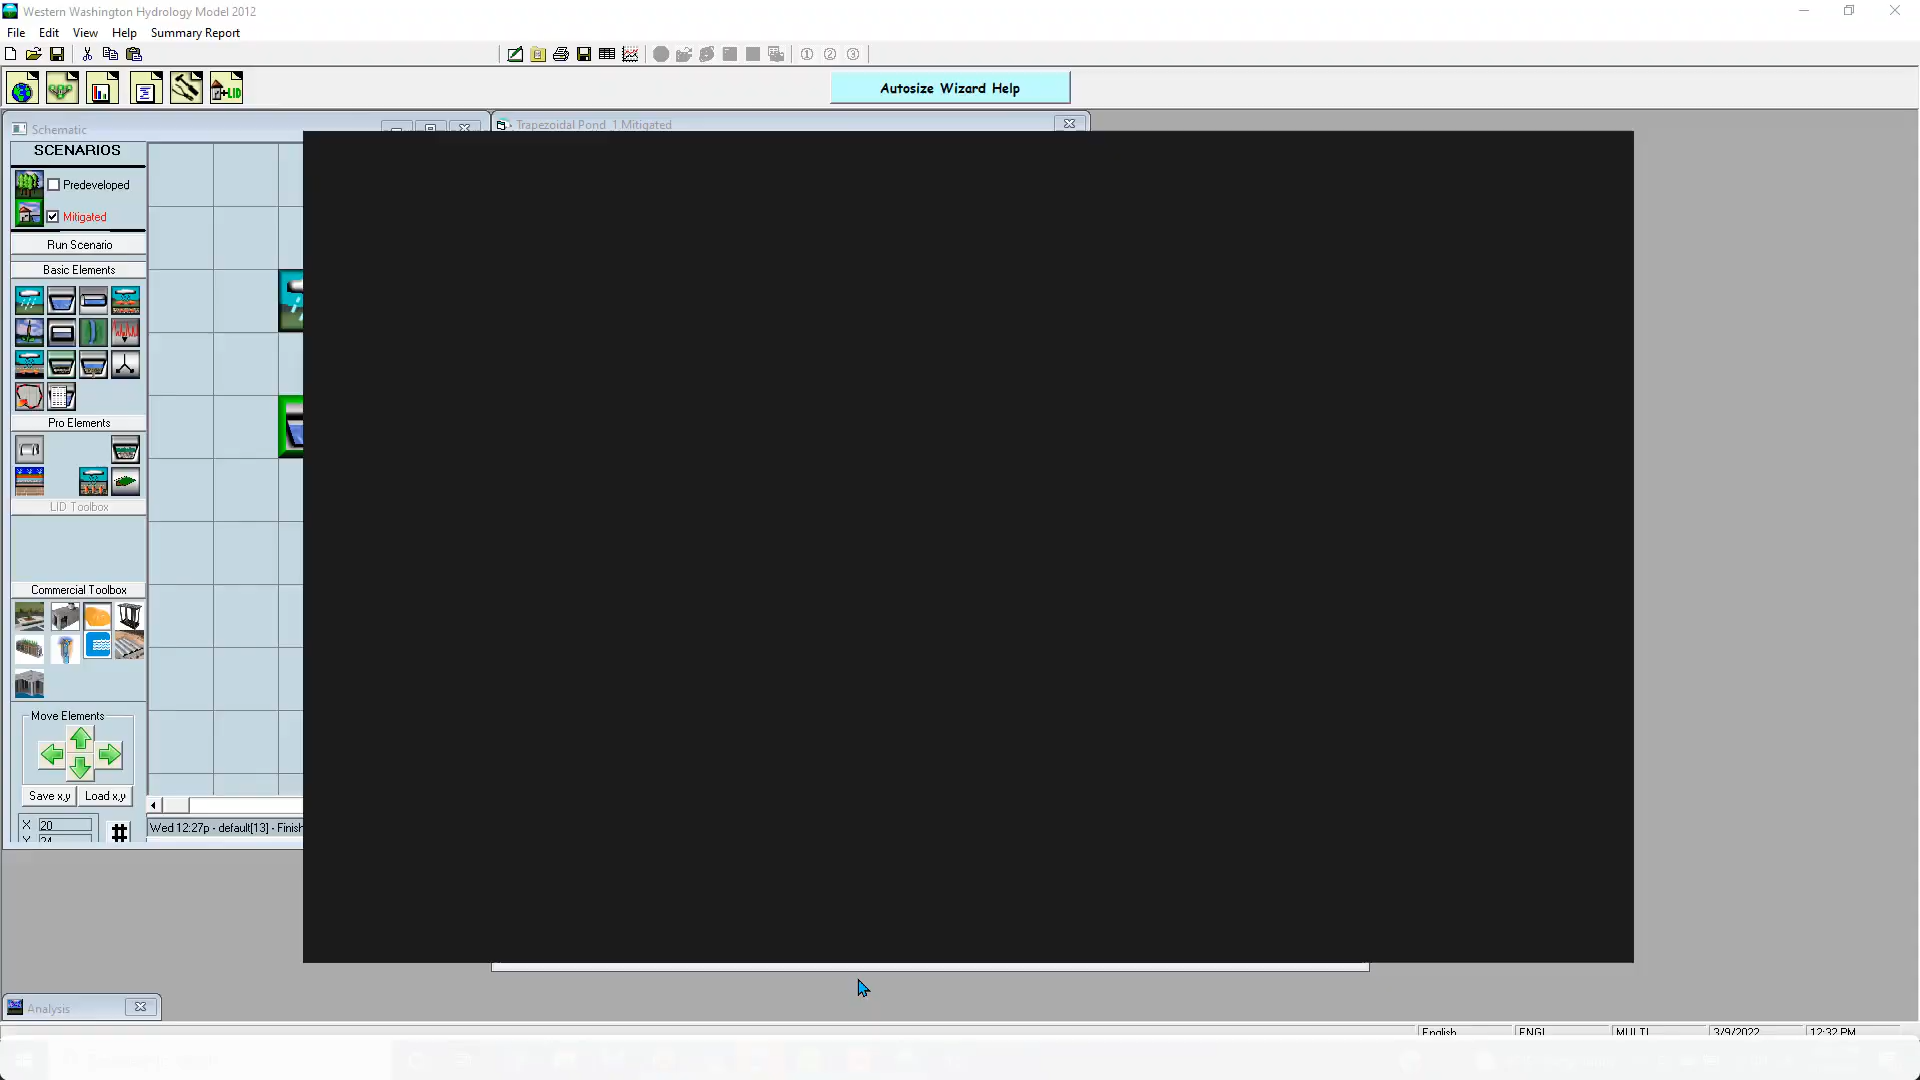 Western Washington Hydrology Model 2012
File Edit View Help Summary Report
Autosize Wizard Help
Schematic
Trapezoidal Pond 1 Mitigated
SCENARIOS
Predeveloped
Mitigated
Run Scenario
Basic Elements
Pro Elements
LID Toolbox
Commercial Toolbox
Move Elements
Save x,y Load x,y
X 20
Y 24
#
Wed 12:27p - default[13] - Finish
Analysis
English ENGL MULTI 3/9/2022 12:32 PM